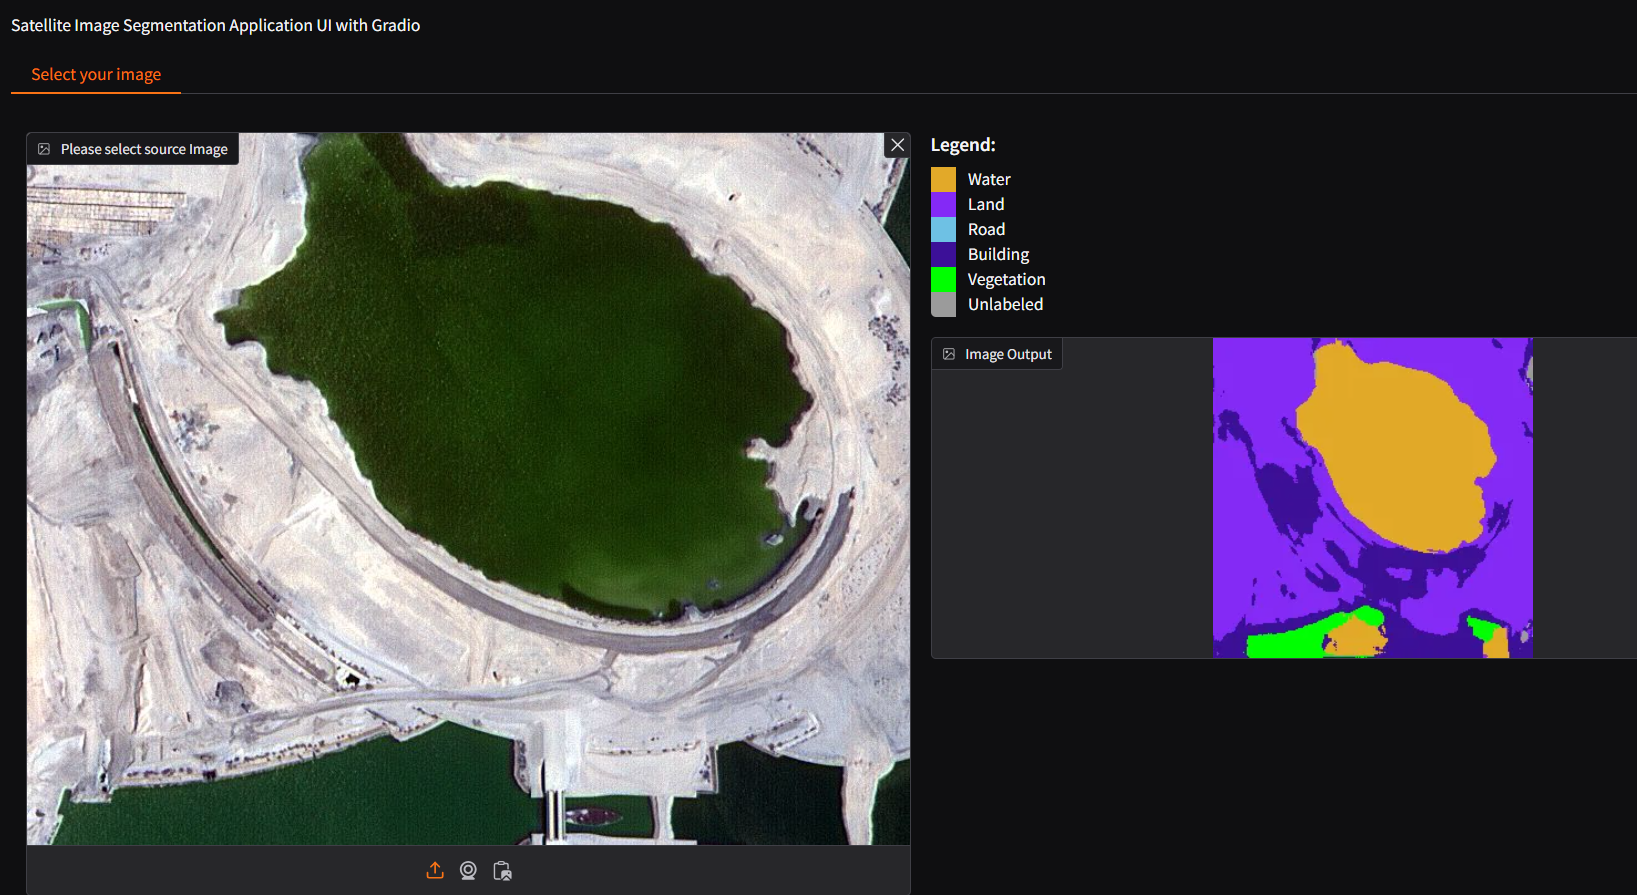 Satellite Image Segmentation Application UI with Gradio
Select your image
Please select source Image
Legend:
Water
Land
Road
Building
Vegetation
Unlabeled
Image Output